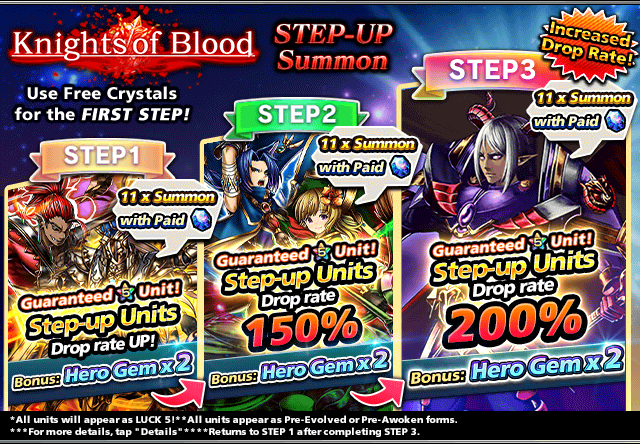 Knights of Blood
STEP-UP
Summon
Increased
Drop Rate!
Use Free Crystals
for the FIRST STEP!
STEP1
11 x Summon
with Paid
Guaranteed 5 Unit!
Step-up Units
Drop rate UP!
Bonus: Hero Gem x 2
STEP2
11 x Summon
with Paid
Guaranteed 5 Unit!
Step-up Units
Drop rate
150%
Bonus: Hero Gem x 2
STEP3
11 x Summon
with Paid
Guaranteed 5 Unit!
Step-up Units
Drop rate
200%
Bonus: Hero Gem x 2
*All units will appear as LUCK 5!**All units appear as Pre-Evolved or Pre-Awoken forms.
***For more details, tap "Details"****Returns to STEP 1 after completing STEP 3.